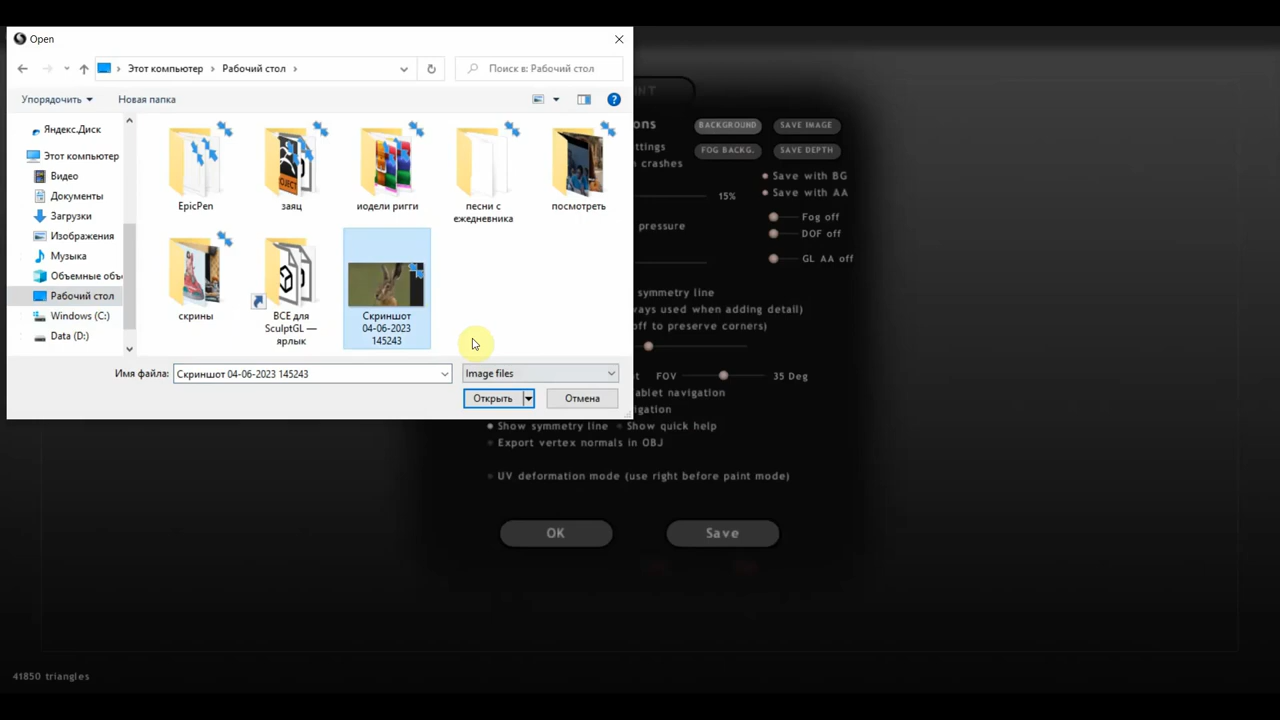 Open
Этот компьютер
Рабочий стол
Поиск в: Рабочий стол
Упорядочить
Новая папка
Яндекс.Диск
Этот компьютер
Видео
Документы
Загрузки
Изображения
Музыка
Объемные объ
Рабочий стол
Windows (C:)
Data (D:)
EpicPen
заяц
иодели ригги
песни с
ежедневника
посмотреть
скрины
ВСЕ для
SculptGL —
ярлык
Скриншот
04-06-2023
145243
Имя файла:
Скриншот 04-06-2023 145243
Image files
Открыть
Отмена
BACKGROUND
SAVE IMAGE
FOG BACKG.
SAVE DEPTH
ons
ttings
crashes
Save with BG
Save with AA
15%
pressure
Fog off
DOF off
GL AA off
symmetry line
ays used when adding detail)
off to preserve corners)
FOV
35 Deg
ablet navigation
igation
Show symmetry line
Show quick help
Export vertex normals in OBJ
UV deformation mode (use right before paint mode)
OK
Save
41850 triangles